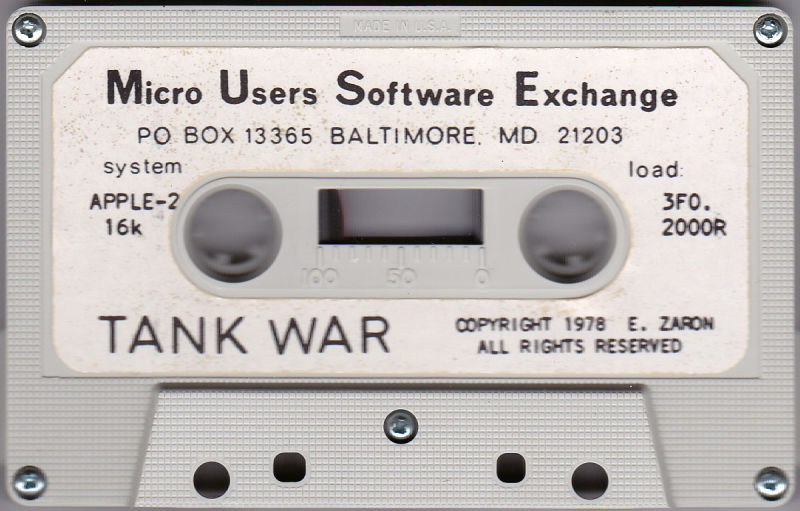 MADE IN U.S.A.
Micro Users Software Exchange
PO BOX 13365 BALTIMORE, MD 21203
system
load:
APPLE-2
3F0.
16k
2000R
100 50 0
TANK WAR
COPYRIGHT 1978 E. ZARON
ALL RIGHTS RESERVED